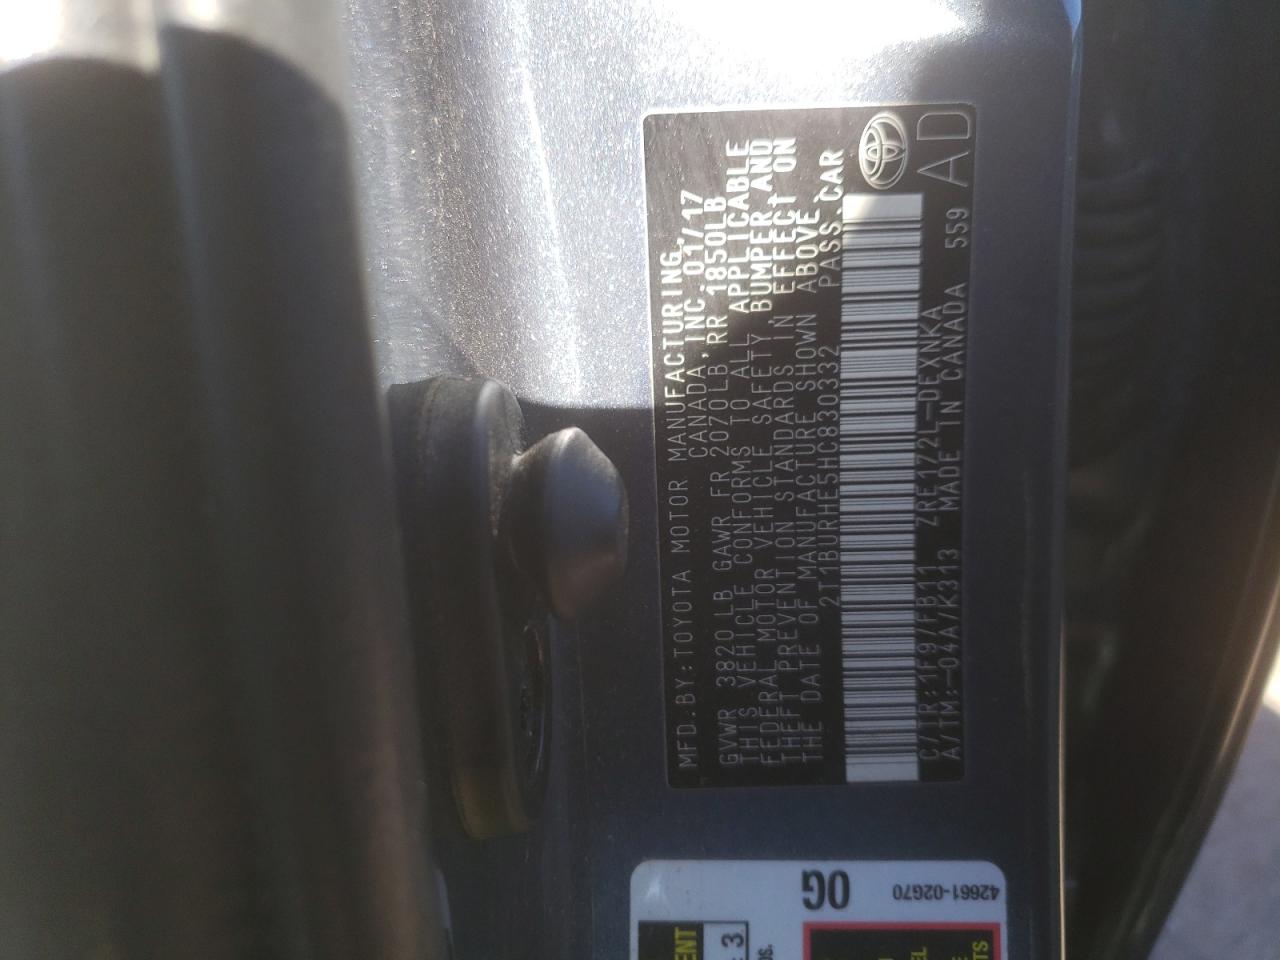 MFD.BY:TOYOTA MOTOR MANUFACTURING,
CANADA,INC.01/17
GVWR 3820 LB GAWR FR 2070LB,RR 1850LB
THIS VEHICLE CONFORMS TO ALL APPLICABLE
FEDERAL MOTOR VEHICLE SAFETY, BUMPER,AND
THEFT PREVENTION STANDARDS IN EFFECT ON
THE DATE OF MANUFACTURE SHOWN ABOVE.
2T1BURHE5HC830332 PASS.CAR
C/TR:1F9/FB11 ZRE172L-DEXNKA
A/TM:-04A/K313 MADE IN CANADA 559 AD
42661-02G70
0G
3